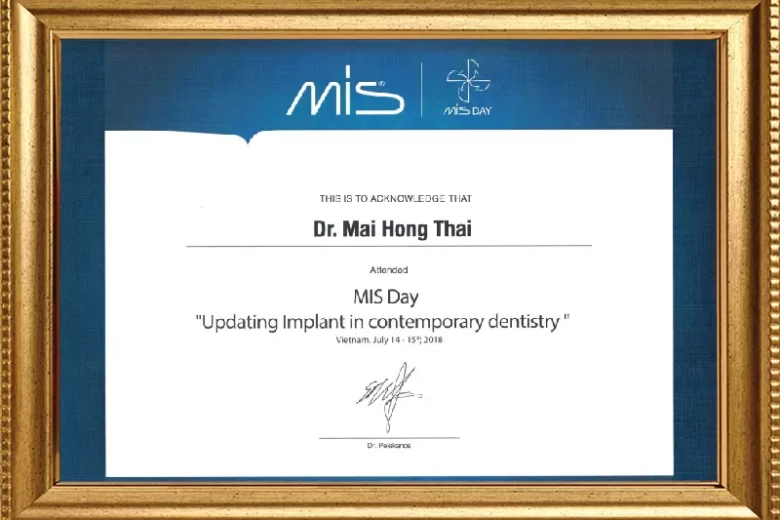 MIS®
MIS DAY
THIS IS TO ACKNOWLEDGE THAT
Dr. Mai Hong Thai
Attended
MIS Day
"Updating Implant in contemporary dentistry "
Vietnam, July 14 - 15th, 2018
Dr. Pelekanos